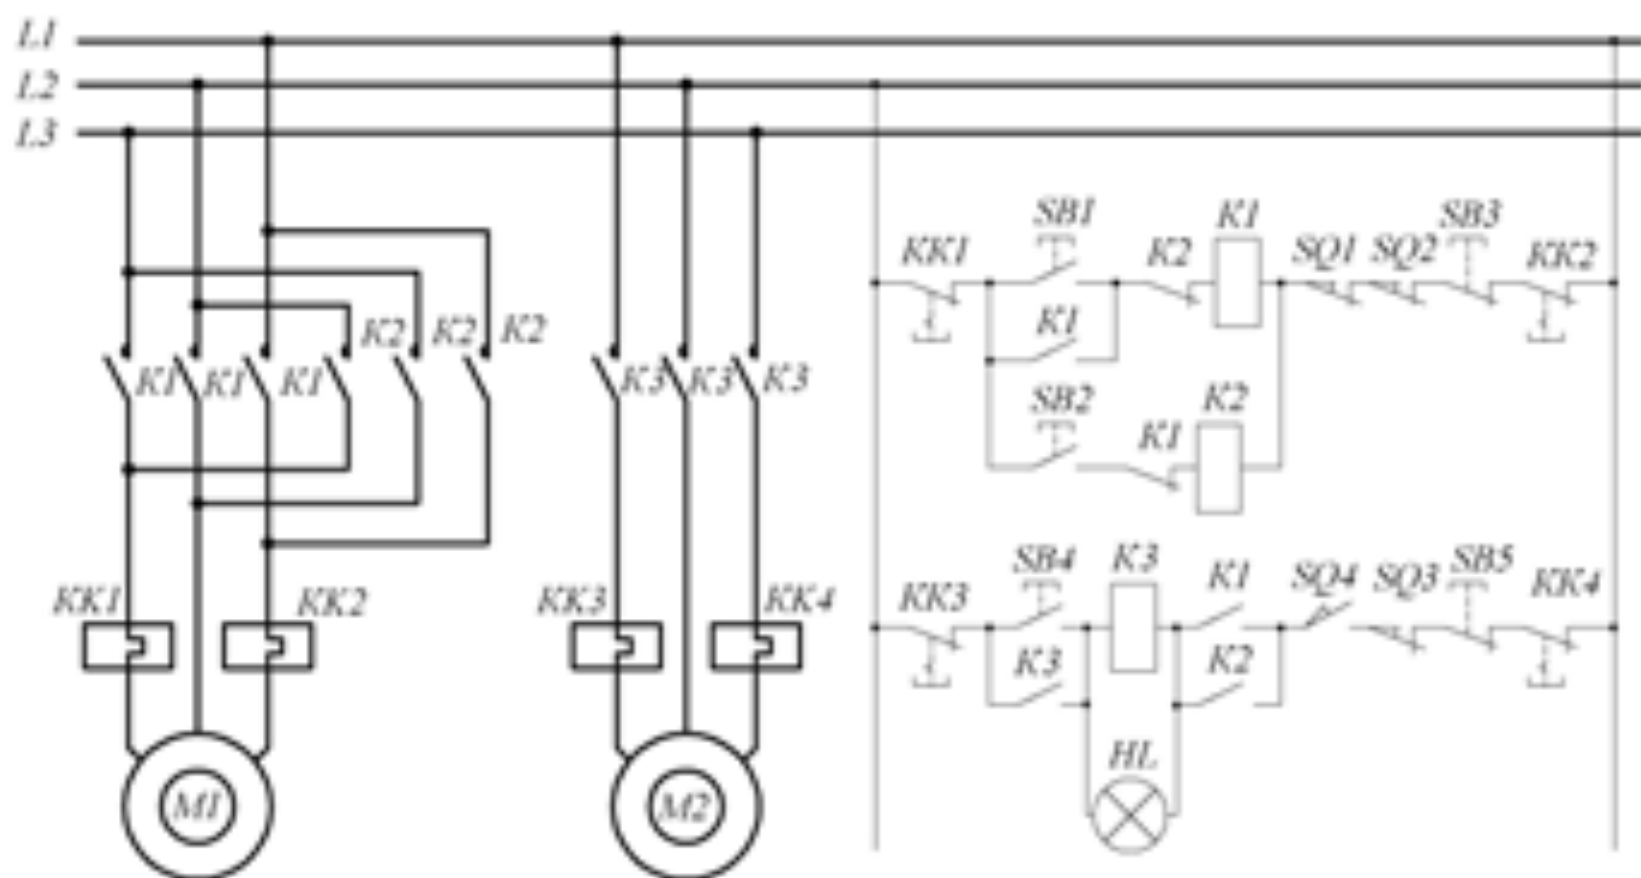 L1
L2
L3
SB1 K1 SB3
KK1 K2 SQ1 SQ2 KK2
K1
K2 K2 K2
K1 K1 K1 K3 K3 K3
SB2 K2
K1
SB4 K3 K1 SQ4 SQ3 SB5 KK4
KK1 KK2 KK3 KK4 KK3
K3 K2
HL
M1 M2